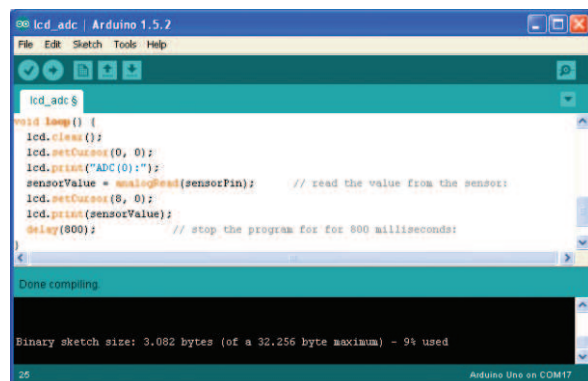 lcd_adc | Arduino 1.5.2
File Edit Sketch Tools Help
lcd_adc §
void loop() {
lcd.clear();
lcd.setCursor(0, 0);
lcd.print("ADC(0):");
sensorValue = analogRead(sensorPin); // read the value from the sensor:
lcd.setCursor(8, 0);
lcd.print(sensorValue);
delay(800); // stop the program for for 800 milliseconds:
}
Done compiling.
Binary sketch size: 3.082 bytes (of a 32.256 byte maximum) - 9% used
25 Arduino Uno on COM17